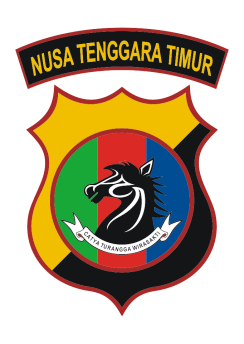 NUSA TENGGARA TIMUR
CATYA TURANGGA WIRASAKTI